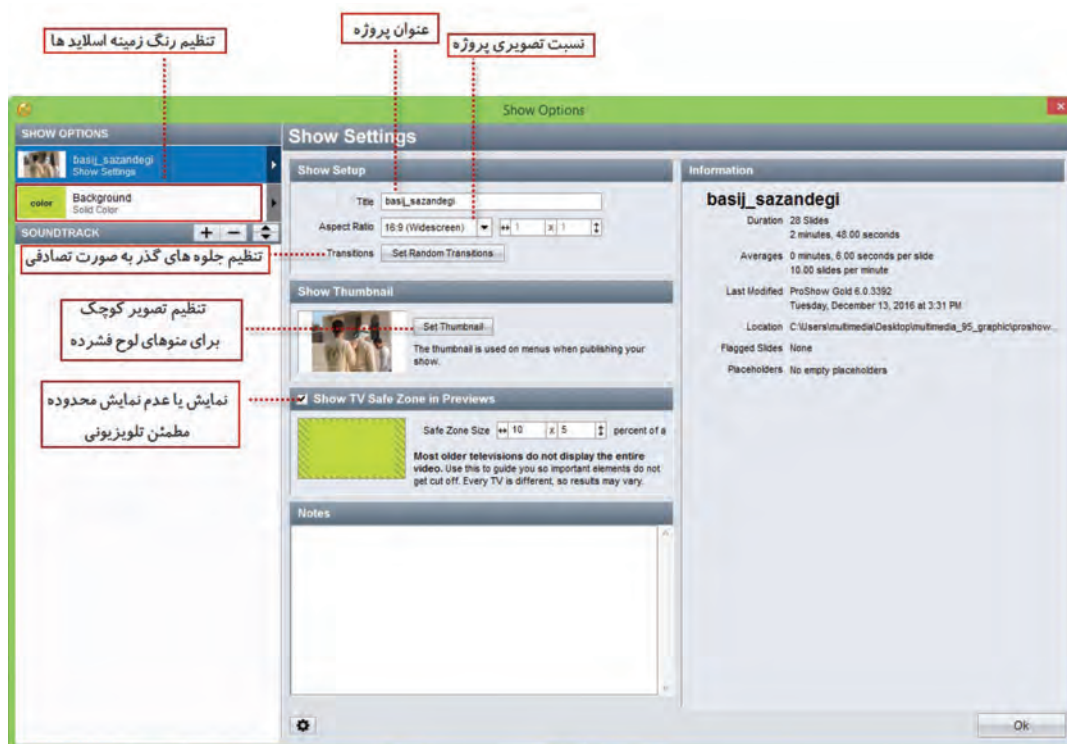 تنظیم رنگ زمینه اسلاید ها
عنوان پروژه
نسبت تصویری پروژه
Show Options
SHOW OPTIONS
basij_sazandegi
Show Settings
color
Background
Solid Color
SOUNDTRACK
تنظیم جلوه های گذر به صورت تصادفی
تنظیم تصویر کوچک
برای منوهای لوح فشرده
نمایش یا عدم نمایش محدوده
مطمئن تلویزیونی
Show Settings
Show Setup
Title basij_sazandegi
Aspect Ratio 16:9 (Widescreen) 1 x 1
Transitions Set Random Transitions
Show Thumbnail
Set Thumbnail
The thumbnail is used on menus when publishing your
show.
Show TV Safe Zone in Previews
Safe Zone Size 10 x 5 percent of a
Most older televisions do not display the entire
video. Use this to guide you so important elements do not
get cut off. Every TV is different, so results may vary.
Notes
Information
basij_sazandegi
Duration 28 Slides
2 minutes, 48.00 seconds
Averages 0 minutes, 6.00 seconds per slide
10.00 slides per minute
Last Modified ProShow Gold 6.0.3392
Tuesday, December 13, 2016 at 3:31 PM
Location C:\Users\multimedia\Desktop\multimedia_95_graphic\proshow...
Flagged Slides None
Placeholders No empty placeholders
Ok